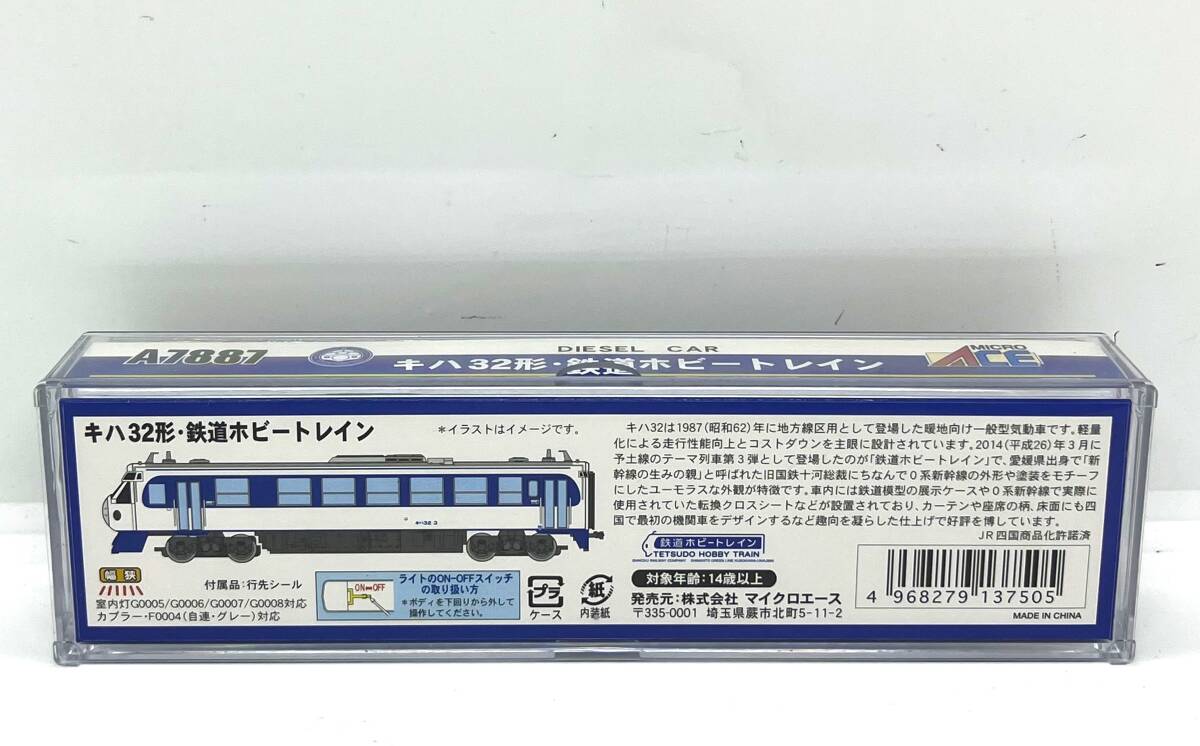 A7887
DIESEL CAR
キハ32形・鉄道ホビートレイン
MICRO ACE
キハ32形・鉄道ホビートレイン
＊イラストはイメージです。
キハ32 3
キハ32は1987(昭和62)年に地方線区用として登場した暖地向け一般型気動車です。軽量
化による走行性能向上とコストダウンを主眼に設計されています。2014(平成26)年3月に
予土線のテーマ列車第3弾として登場したのが「鉄道ホビートレイン」で、愛媛県出身で「新
幹線の生みの親」と呼ばれた旧国鉄十河総裁にちなんで0系新幹線の外形や塗装をモチーフ
にしたユーモラスな外観が特徴です。車内には鉄道模型の展示ケースや0系新幹線で実際に
使用されていた転換クロスシートなどが設置されており、カーテンや座席の柄、床面にも四
国で最初の機関車をデザインするなど趣向を凝らした仕上げで好評を博しています。
JR四国商品化許諾済
幅狭
付属品：行先シール
室内灯G0005/G0006/G0007/G0008対応
カプラー・F0004(自連・グレー)対応
ON⇔OFF
ライトのON-OFFスイッチ
の取り扱い方
＊ボディを下回りから外して
操作してください。
プラ
ケース
紙
内装紙
鉄道ホビートレイン
TETSUDO HOBBY TRAIN
対象年齢：14歳以上
発売元：株式会社 マイクロエース
〒335-0001 埼玉県蕨市北町5-11-2
4 968279 137505
MADE IN CHINA